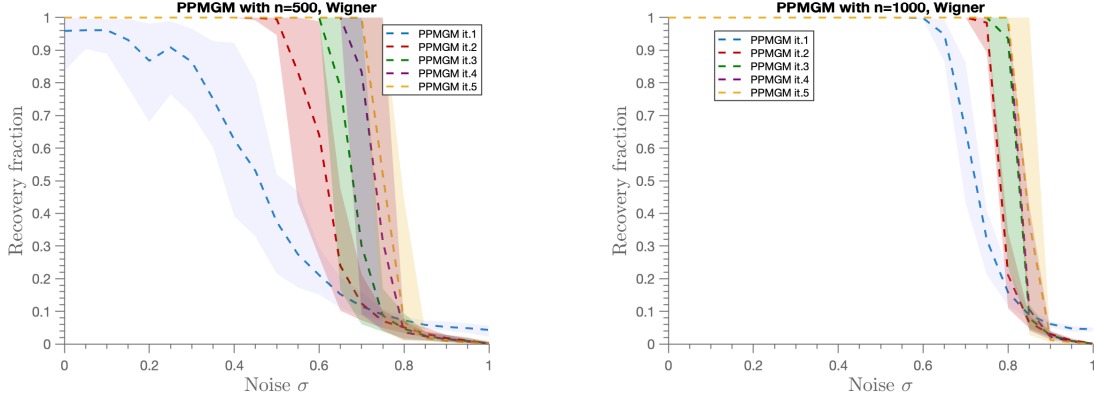 PPMGM with n=500, Wigner
1
0.9
0.8
0.7
0.6
0.5
0.4
0.3
0.2
0.1
0
Recovery fraction
PPMGM it.1
PPMGM it.2
PPMGM it.3
PPMGM it.4
PPMGM it.5
0 0.2 0.4 0.6 0.8 1
Noise σ
PPMGM with n=1000, Wigner
1
0.9
0.8
0.7
0.6
0.5
0.4
0.3
0.2
0.1
0
Recovery fraction
PPMGM it.1
PPMGM it.2
PPMGM it.3
PPMGM it.4
PPMGM it.5
0 0.2 0.4 0.6 0.8 1
Noise σ